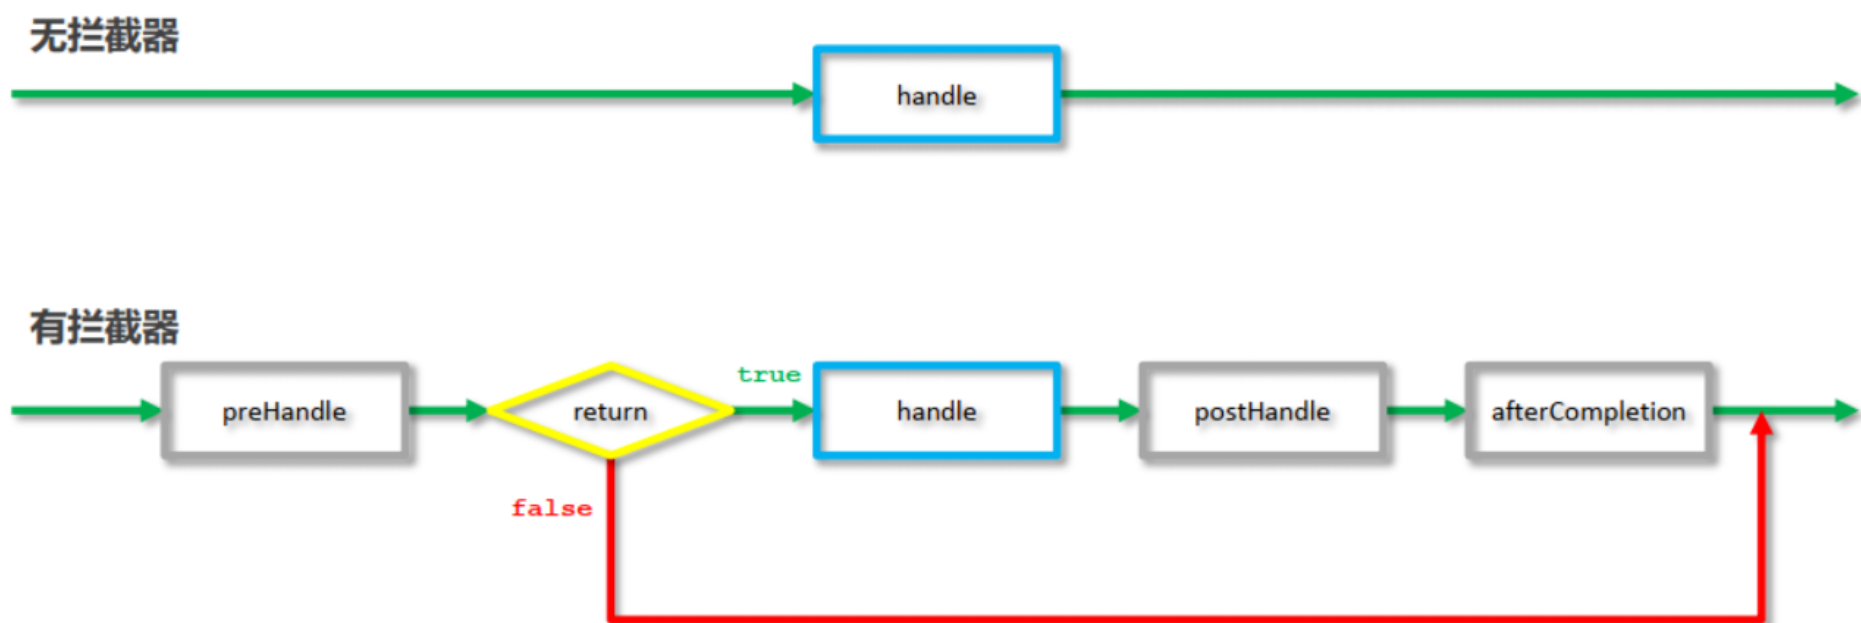 无拦截器
handle
有拦截器
preHandle
return
true
handle
postHandle
afterCompletion
false